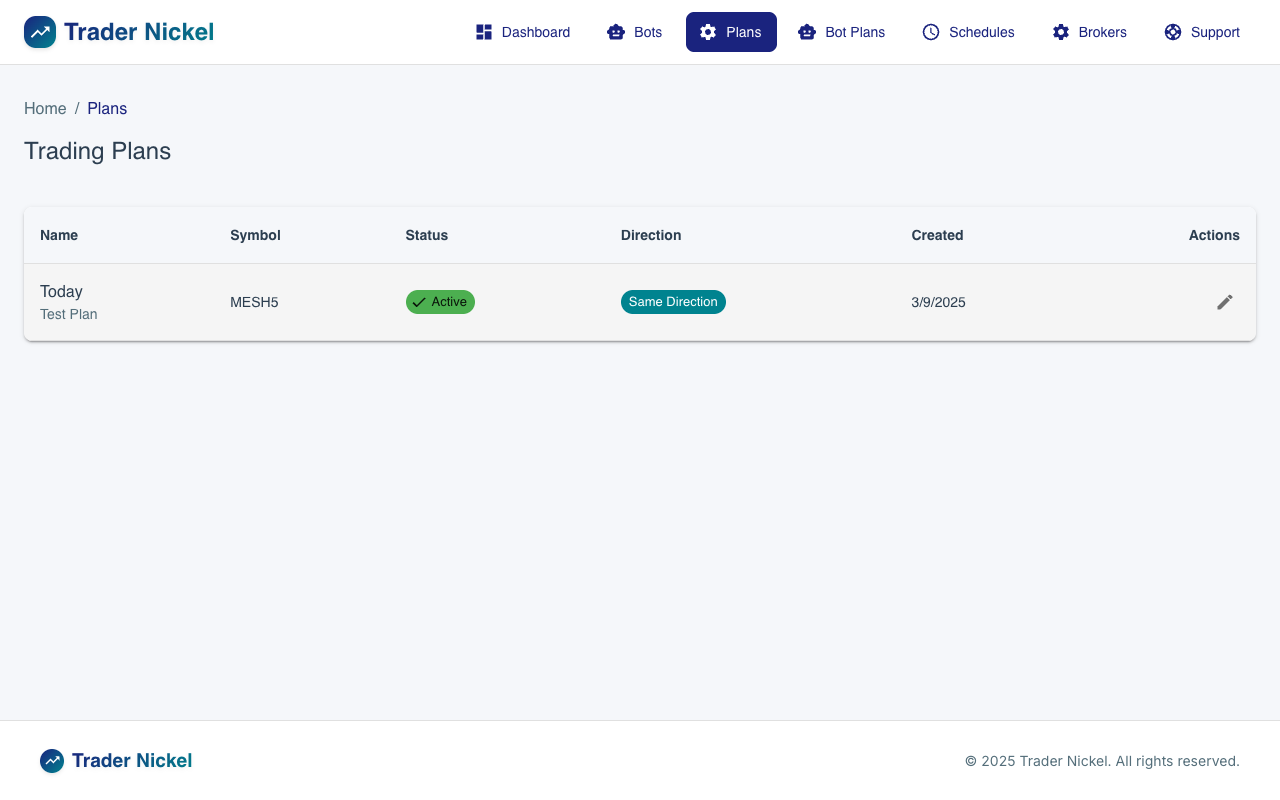 Trader Nickel
Dashboard Bots Plans Bot Plans Schedules Brokers Support
Home / Plans
Trading Plans
Name Symbol Status Direction Created Actions
Today
Test Plan
MESH5 Active Same Direction 3/9/2025
Trader Nickel
© 2025 Trader Nickel. All rights reserved.